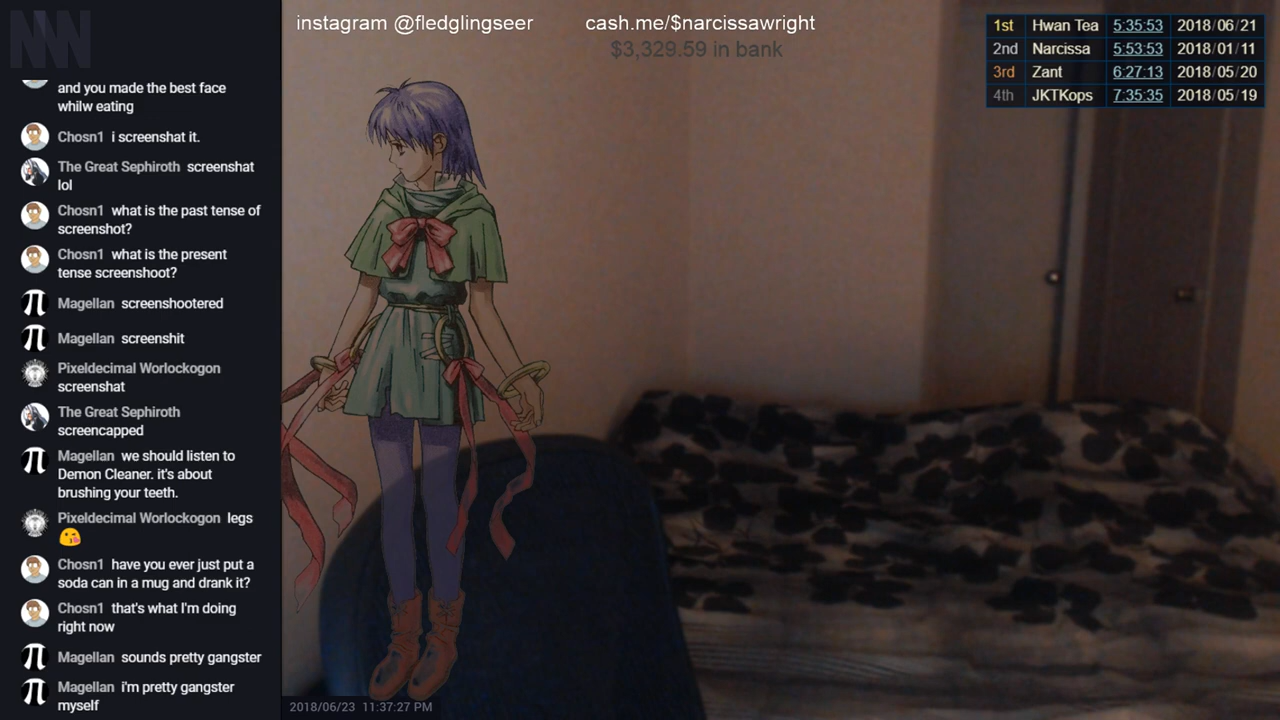 NNN
and you made the best face
whilw eating
Chosn1 i screenshat it.
The Great Sephiroth screenshat
lol
Chosn1 what is the past tense of
screenshot?
Chosn1 what is the present
tense screenshoot?
Magellan screenshootered
Magellan screenshit
Pixeldecimal Worlockogon
screenshat
The Great Sephiroth
screencapped
Magellan we should listen to
Demon Cleaner. it's about
brushing your teeth.
Pixeldecimal Worlockogon legs
😘
Chosn1 have you ever just put a
soda can in a mug and drank it?
Chosn1 that's what I'm doing
right now
Magellan sounds pretty gangster
Magellan i'm pretty gangster
myself
instagram @fledglingseer cash.me/$narcissawright
$3,329.59 in bank
1st Hwan Tea 5:35:53 2018/06/21
2nd Narcissa 5:53:53 2018/01/11
3rd Zant 6:27:13 2018/05/20
4th JKTKops 7:35:35 2018/05/19
2018/06/23 11:37:27 PM